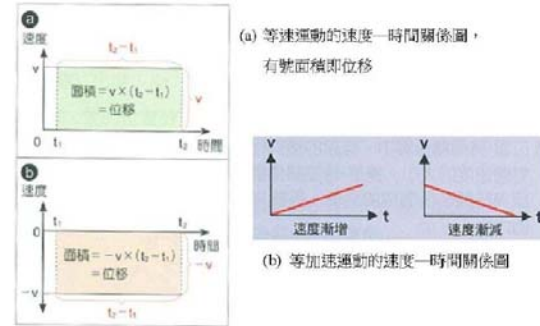 a
速度
t₂−t₁
v
面積=v×(t₂−t₁)
=位移
v
0
t₁
t₂
時間
b
速度
t₁
t₂
0
時間
面積=−v×(t₂−t₁)
=位移
−v
−v
t₂−t₁
(a) 等速運動的速度—時間關係圖，
有號面積即位移
v
t
速度漸增
v
t
速度漸減
(b) 等加速運動的速度—時間關係圖